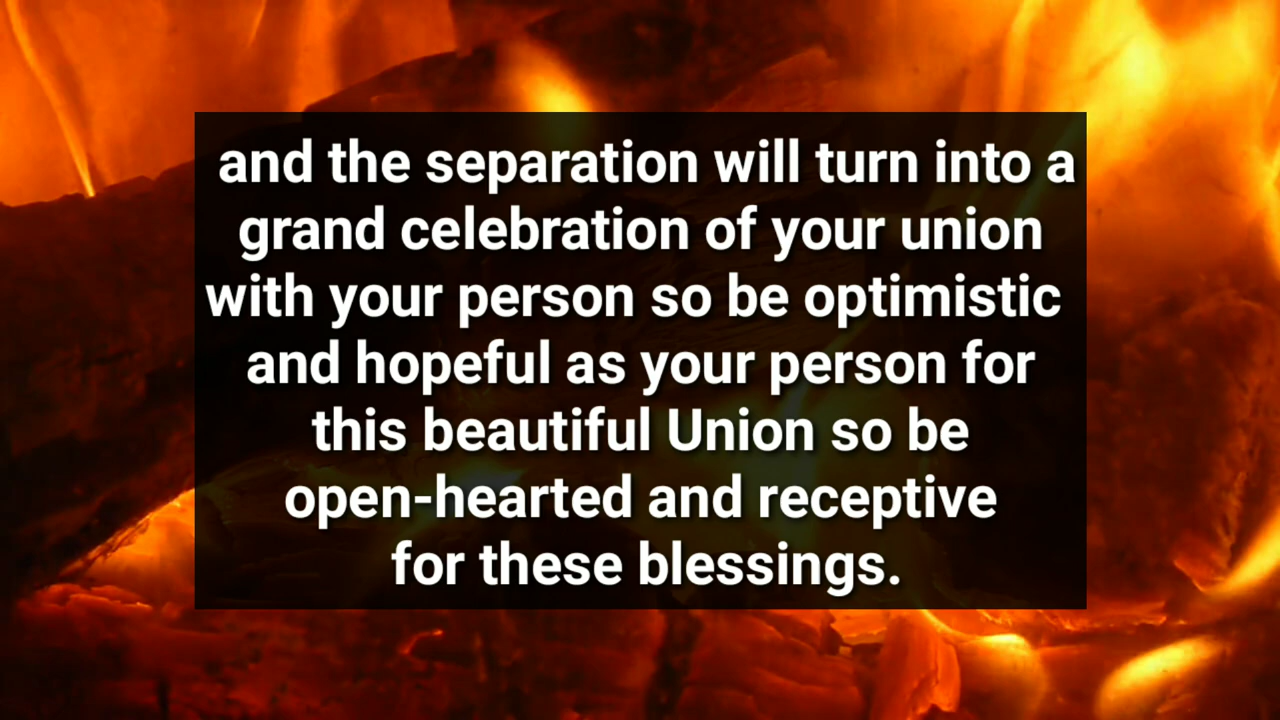 and the separation will turn into a
grand celebration of your union
with your person so be optimistic
and hopeful as your person for
this beautiful Union so be
open-hearted and receptive
for these blessings.